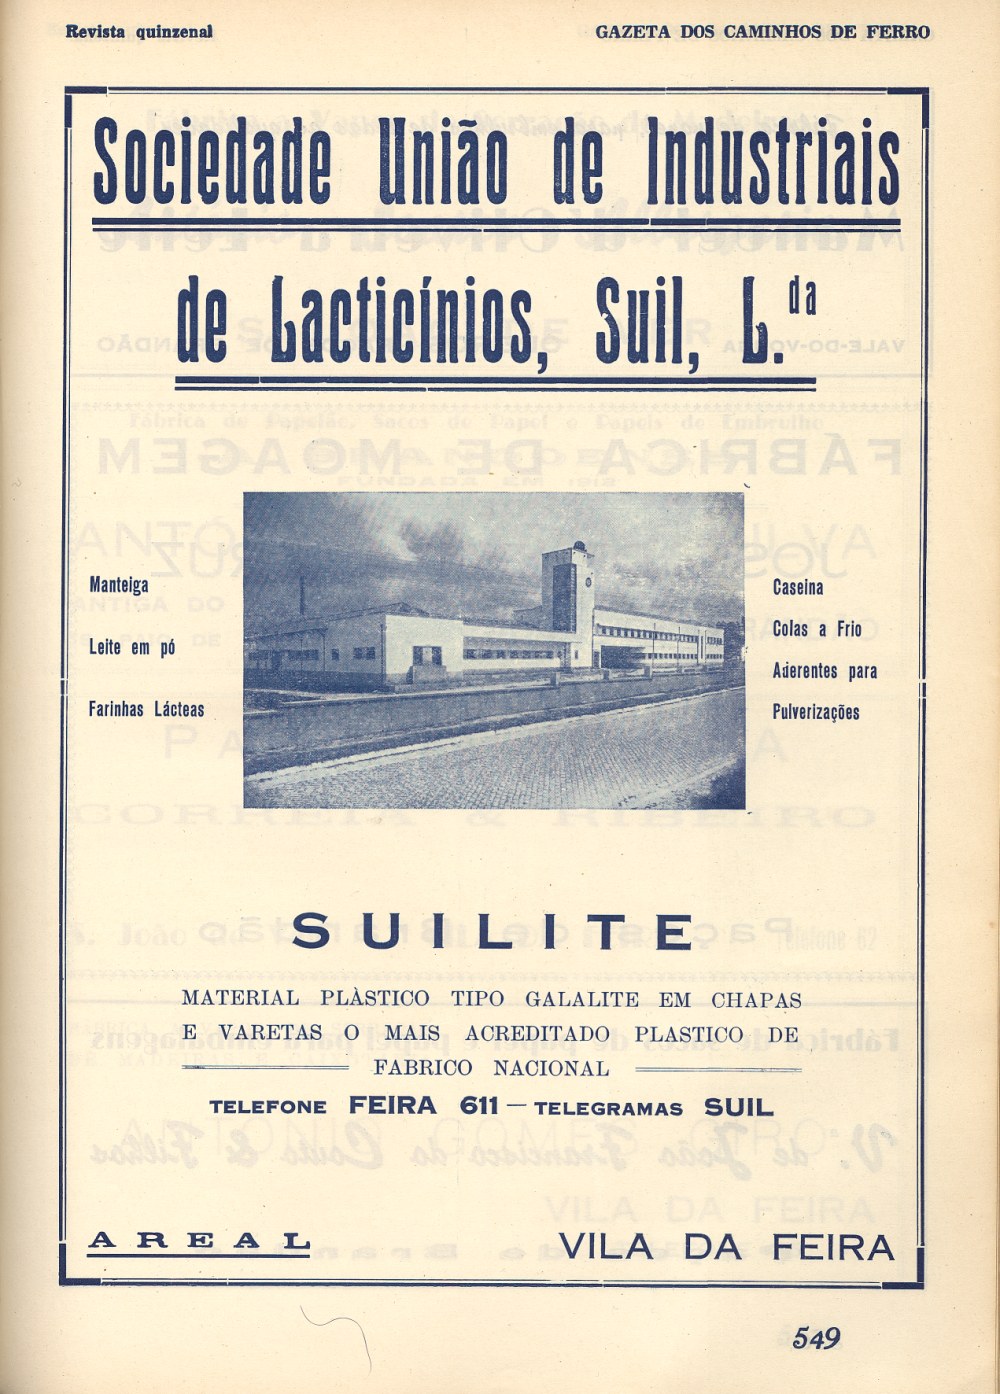 Revista quinzenal
GAZETA DOS CAMINHOS DE FERRO
Sociedade União de Industriais
de Lacticínios, Suil, L.da
Manteiga
Leite em pó
Farinhas Lácteas
Caseina
Colas a Frio
Aderentes para
Pulverizações
SUILITE
MATERIAL PLÀSTICO TIPO GALALITE EM CHAPAS
E VARETAS O MAIS ACREDITADO PLASTICO DE
FABRICO NACIONAL
TELEFONE FEIRA 611 — TELEGRAMAS SUIL
AREAL
VILA DA FEIRA
549